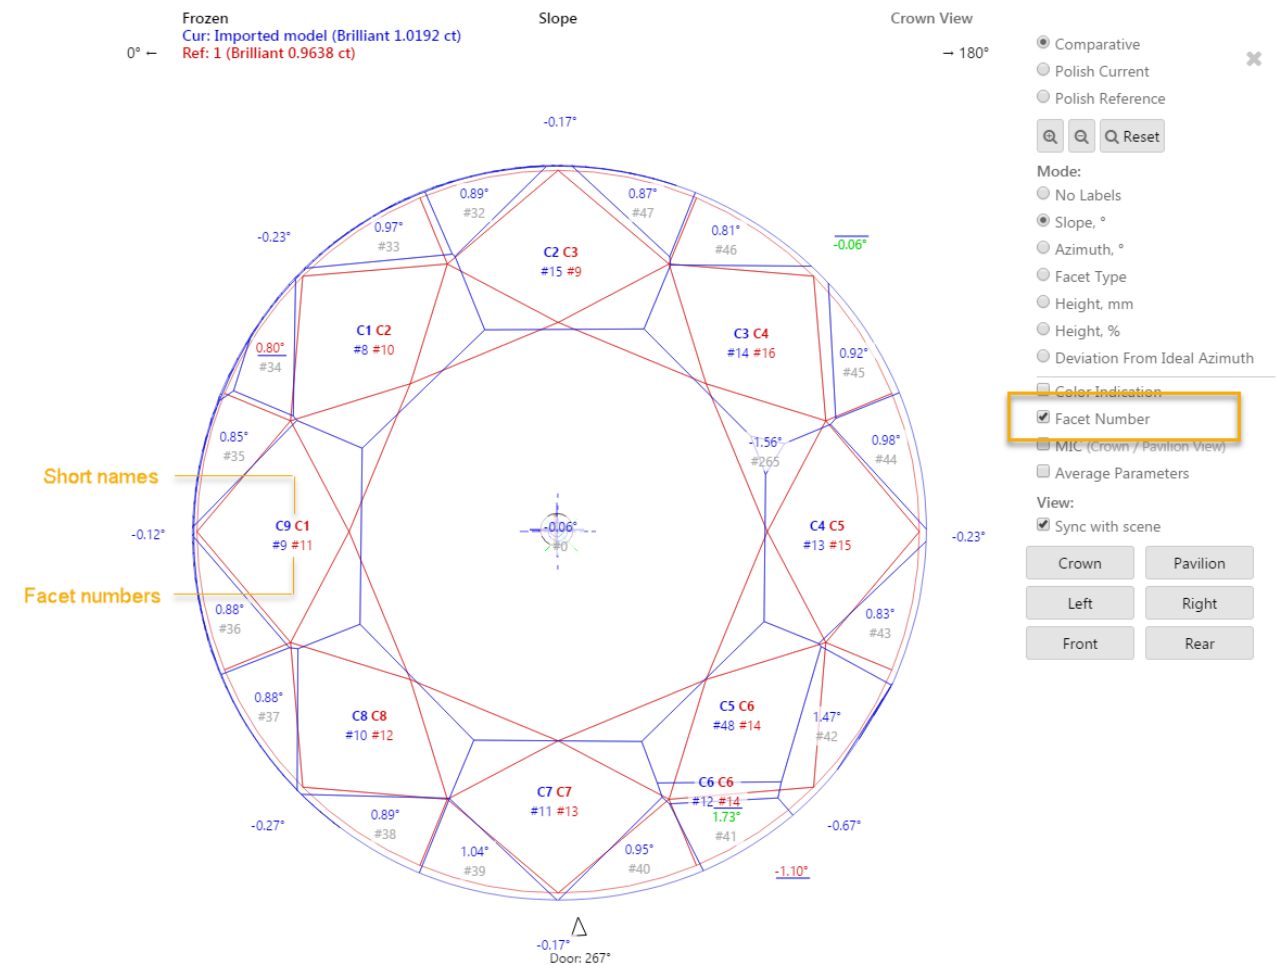 Frozen
Slope
Crown View
Cur: Imported model (Brilliant 1.0192 ct)
0° ←
Ref: 1 (Brilliant 0.9638 ct)
→ 180°
-0.17°
0.89°
#32
0.87°
#47
0.97°
#33
0.81°
#46
-0.23°
-0.06°
C2 C3
#15 #9
C1 C2
#8 #10
C3 C4
#14 #16
0.80°
#34
0.92°
#45
0.85°
#35
-1.56°
#265
0.98°
#44
Short names
C9 C1
#9 #11
-0.06°
#0
C4 C5
#13 #15
-0.12°
-0.23°
Facet numbers
0.88°
#36
0.83°
#43
0.88°
#37
C8 C8
#10 #12
C5 C6
#48 #14
1.47°
#42
C7 C7
#11 #13
C6 C6
#12 #14
1.73°
#41
-0.27°
0.89°
#38
-0.67°
1.04°
#39
0.95°
#40
-1.10°
-0.17°
Door: 267°
Comparative
Polish Current
Polish Reference
Reset
Mode:
No Labels
Slope, °
Azimuth, °
Facet Type
Height, mm
Height, %
Deviation From Ideal Azimuth
Color Indication
Facet Number
MIC (Crown / Pavilion View)
Average Parameters
View:
Sync with scene
Crown
Pavilion
Left
Right
Front
Rear